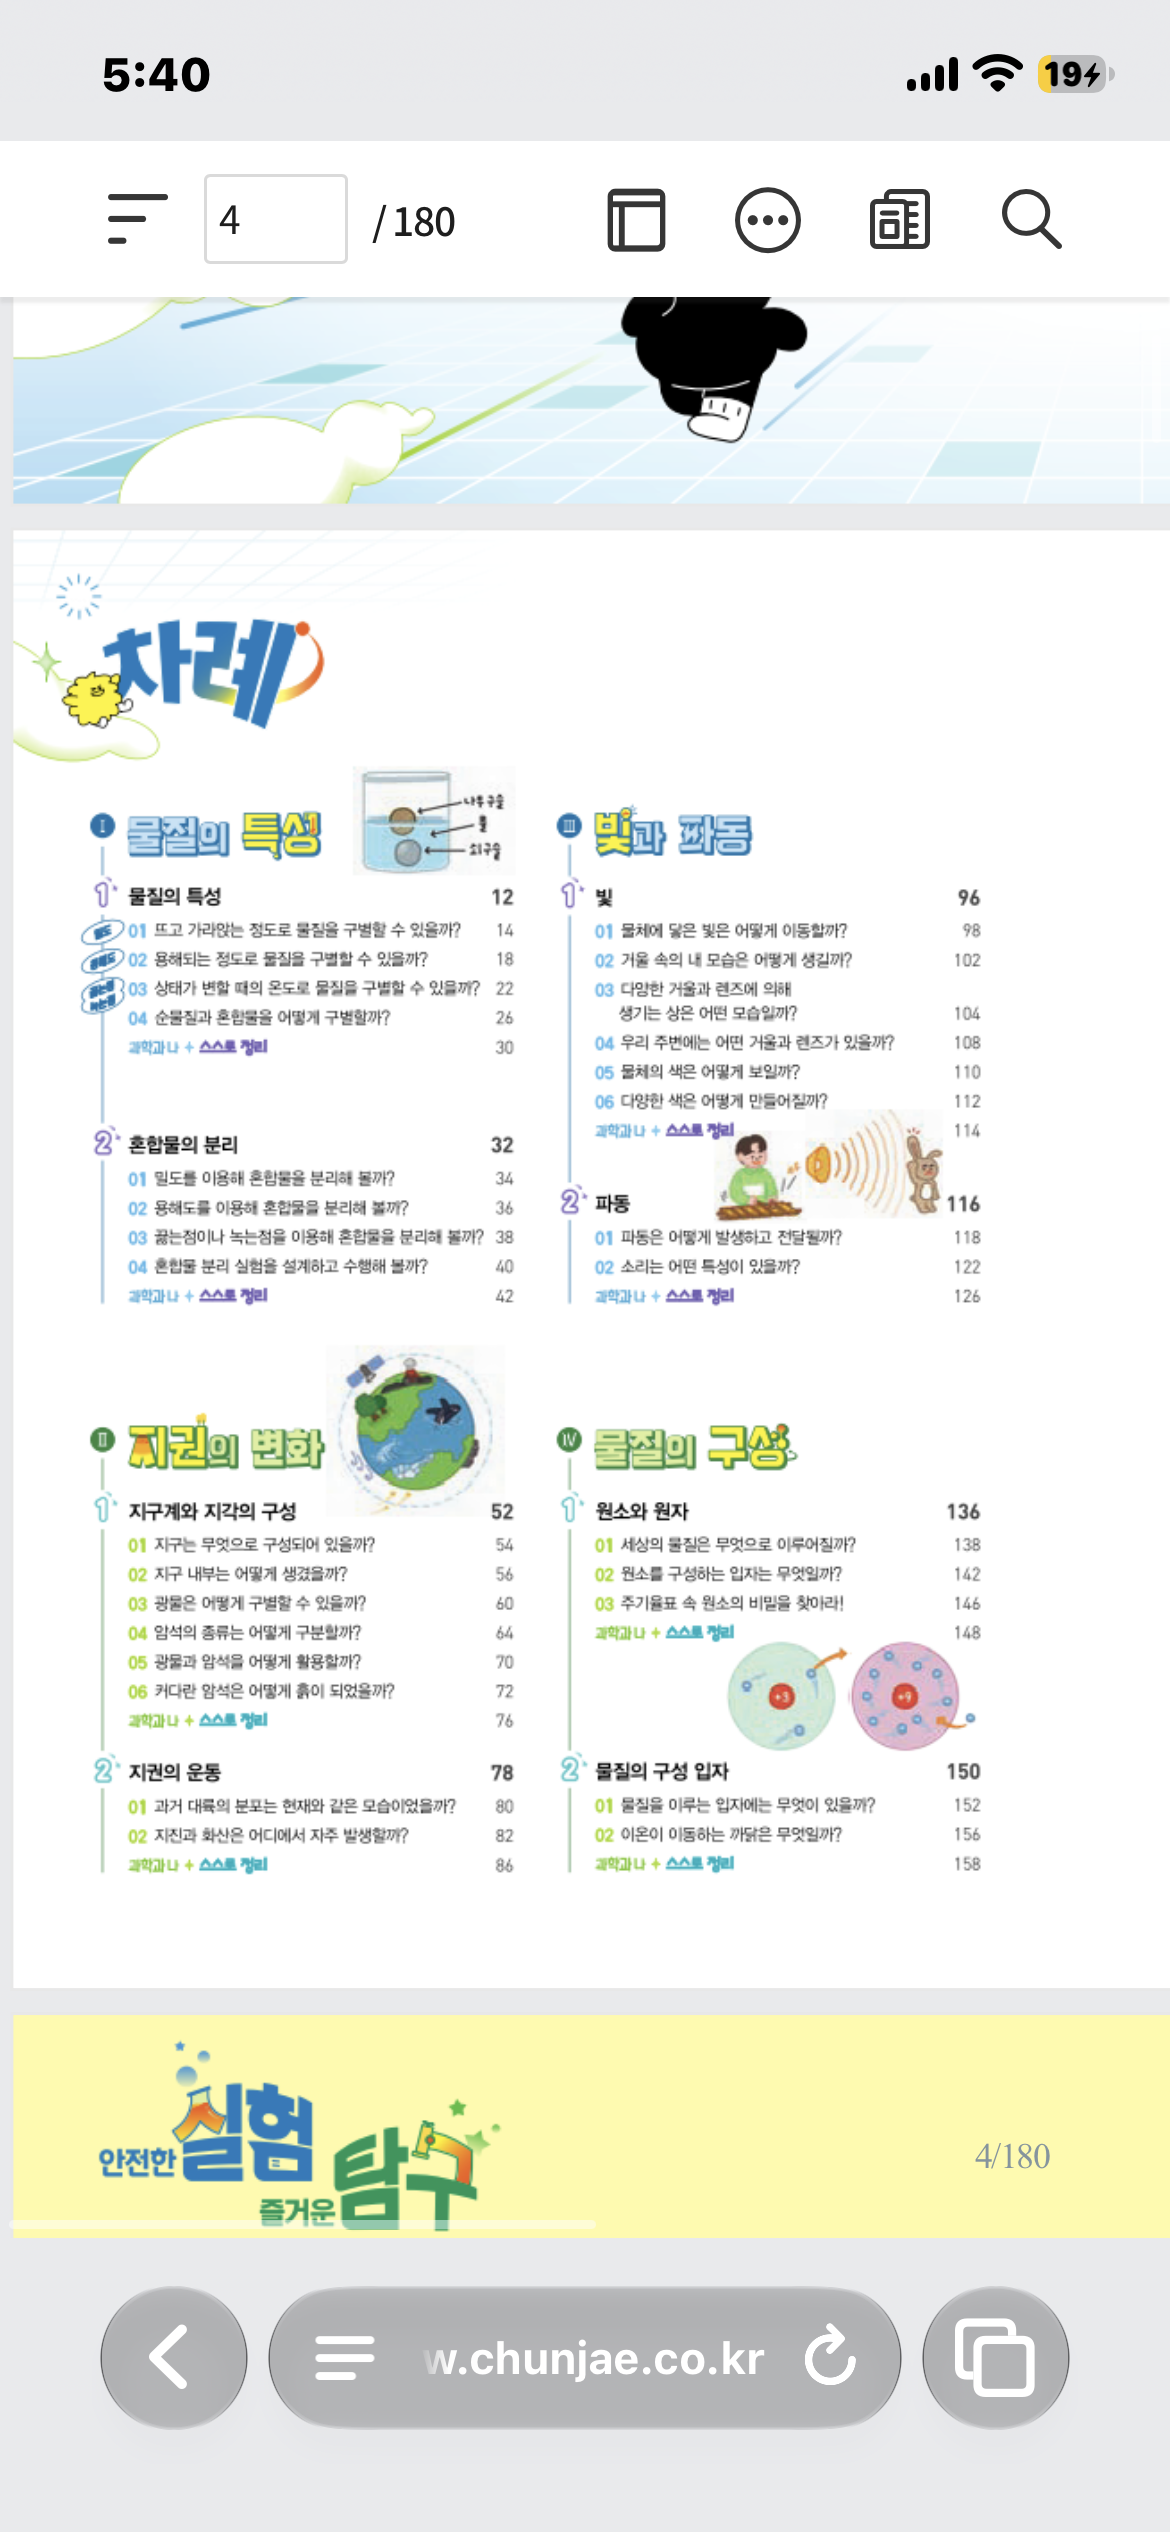 5:40
19
4
/ 180
차례
나무 구슬
물
쇠구슬
I 물질의 특성
1 물질의 특성 12
밀도 01 뜨고 가라앉는 정도로 물질을 구별할 수 있을까? 14
용해도 02 용해되는 정도로 물질을 구별할 수 있을까? 18
03 상태가 변할 때의 온도로 물질을 구별할 수 있을까? 22
04 순물질과 혼합물을 어떻게 구별할까? 26
과학과 나 + 스스로 정리 30
2 혼합물의 분리 32
01 밀도를 이용해 혼합물을 분리해 볼까? 34
02 용해도를 이용해 혼합물을 분리해 볼까? 36
03 끓는점이나 녹는점을 이용해 혼합물을 분리해 볼까? 38
04 혼합물 분리 실험을 설계하고 수행해 볼까? 40
과학과 나 + 스스로 정리 42
II 지권의 변화
1 지구계와 지각의 구성 52
01 지구는 무엇으로 구성되어 있을까? 54
02 지구 내부는 어떻게 생겼을까? 56
03 광물은 어떻게 구별할 수 있을까? 60
04 암석의 종류는 어떻게 구분할까? 64
05 광물과 암석을 어떻게 활용할까? 70
06 커다란 암석은 어떻게 흙이 되었을까? 72
과학과 나 + 스스로 정리 76
2 지권의 운동 78
01 과거 대륙의 분포는 현재와 같은 모습이었을까? 80
02 지진과 화산은 어디에서 자주 발생할까? 82
과학과 나 + 스스로 정리 86
III 빛과 파동
1 빛 96
01 물체에 닿은 빛은 어떻게 이동할까? 98
02 거울 속의 내 모습은 어떻게 생길까? 102
03 다양한 거울과 렌즈에 의해
생기는 상은 어떤 모습일까? 104
04 우리 주변에는 어떤 거울과 렌즈가 있을까? 108
05 물체의 색은 어떻게 보일까? 110
06 다양한 색은 어떻게 만들어질까? 112
과학과 나 + 스스로 정리 114
2 파동 116
01 파동은 어떻게 발생하고 전달될까? 118
02 소리는 어떤 특성이 있을까? 122
과학과 나 + 스스로 정리 126
IV 물질의 구성
1 원소와 원자 136
01 세상의 물질은 무엇으로 이루어질까? 138
02 원소를 구성하는 입자는 무엇일까? 142
03 주기율표 속 원소의 비밀을 찾아라! 146
과학과 나 + 스스로 정리 148
+3
+9
2 물질의 구성 입자 150
01 물질을 이루는 입자에는 무엇이 있을까? 152
02 이온이 이동하는 까닭은 무엇일까? 156
과학과 나 + 스스로 정리 158
안전한 실험
즐거운 탐구
4/180
w.chunjae.co.kr